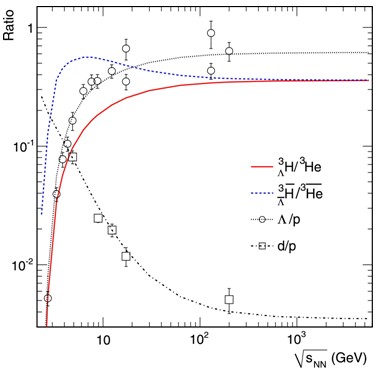 Ratio
1
10⁻¹
10⁻²
³ΛH/³He
³Λ̅H̅/³H̅e̅
Λ/p
d/p
10
10²
10³
√sNN (GeV)